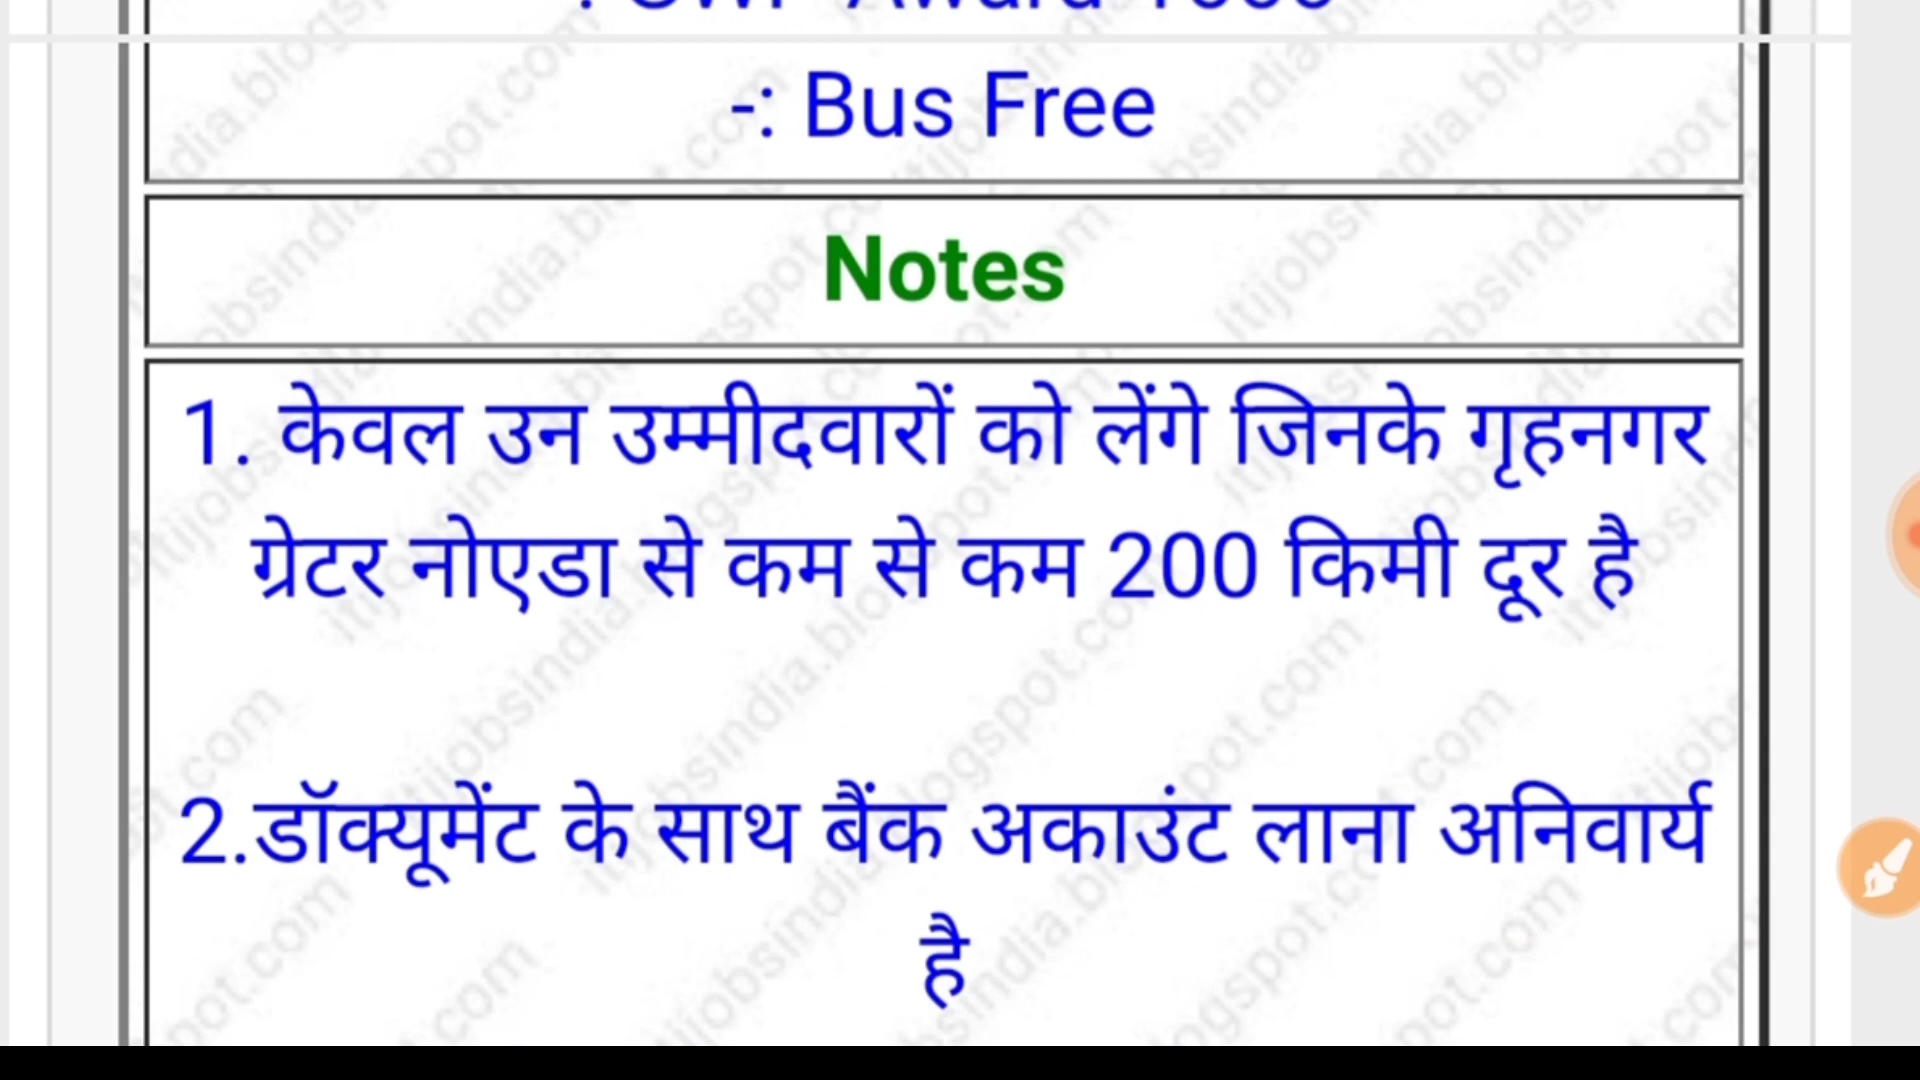 -: Bus Free
Notes
1. केवल उन उम्मीदवारों को लेंगे जिनके गृहनगर
ग्रेटर नोएडा से कम से कम 200 किमी दूर है
2.डॉक्यूमेंट के साथ बैंक अकाउंट लाना अनिवार्य
है